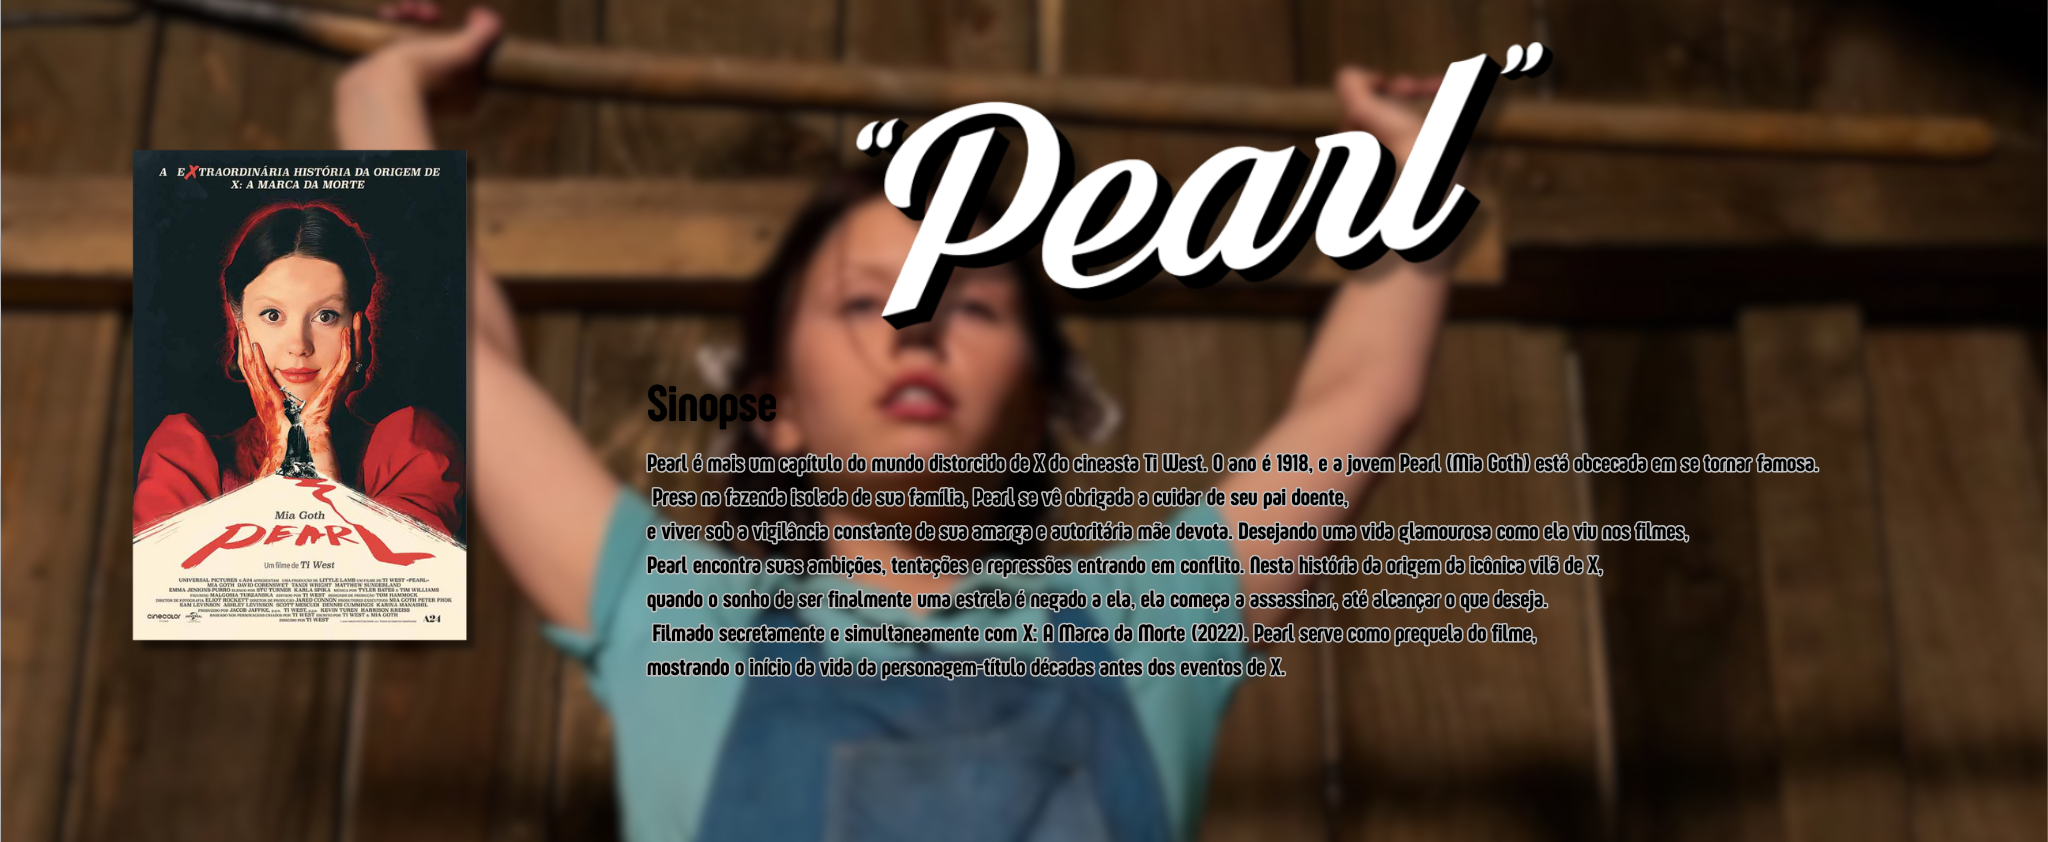 “Pearl”
A EXTRAORDINÁRIA HISTÓRIA DA ORIGEM DE
X: A MARCA DA MORTE
Mia Goth
PEARL
Um filme de Ti West
cinecolor
UNIVERSAL
A24
Sinopse
Pearl é mais um capítulo do mundo distorcido de X do cineasta Ti West. O ano é 1918, e a jovem Pearl (Mia Goth) está obcecada em se tornar famosa.
Presa na fazenda isolada de sua família, Pearl se vê obrigada a cuidar de seu pai doente,
e viver sob a vigilância constante de sua amarga e autoritária mãe devota. Desejando uma vida glamourosa como ela viu nos filmes,
Pearl encontra suas ambições, tentações e repressões entrando em conflito. Nesta história da origem da icônica vilã de X,
quando o sonho de ser finalmente uma estrela é negado a ela, ela começa a assassinar, até alcançar o que deseja.
Filmado secretamente e simultaneamente com X: A Marca da Morte (2022). Pearl serve como prequela do filme,
mostrando o início da vida da personagem-título décadas antes dos eventos de X.